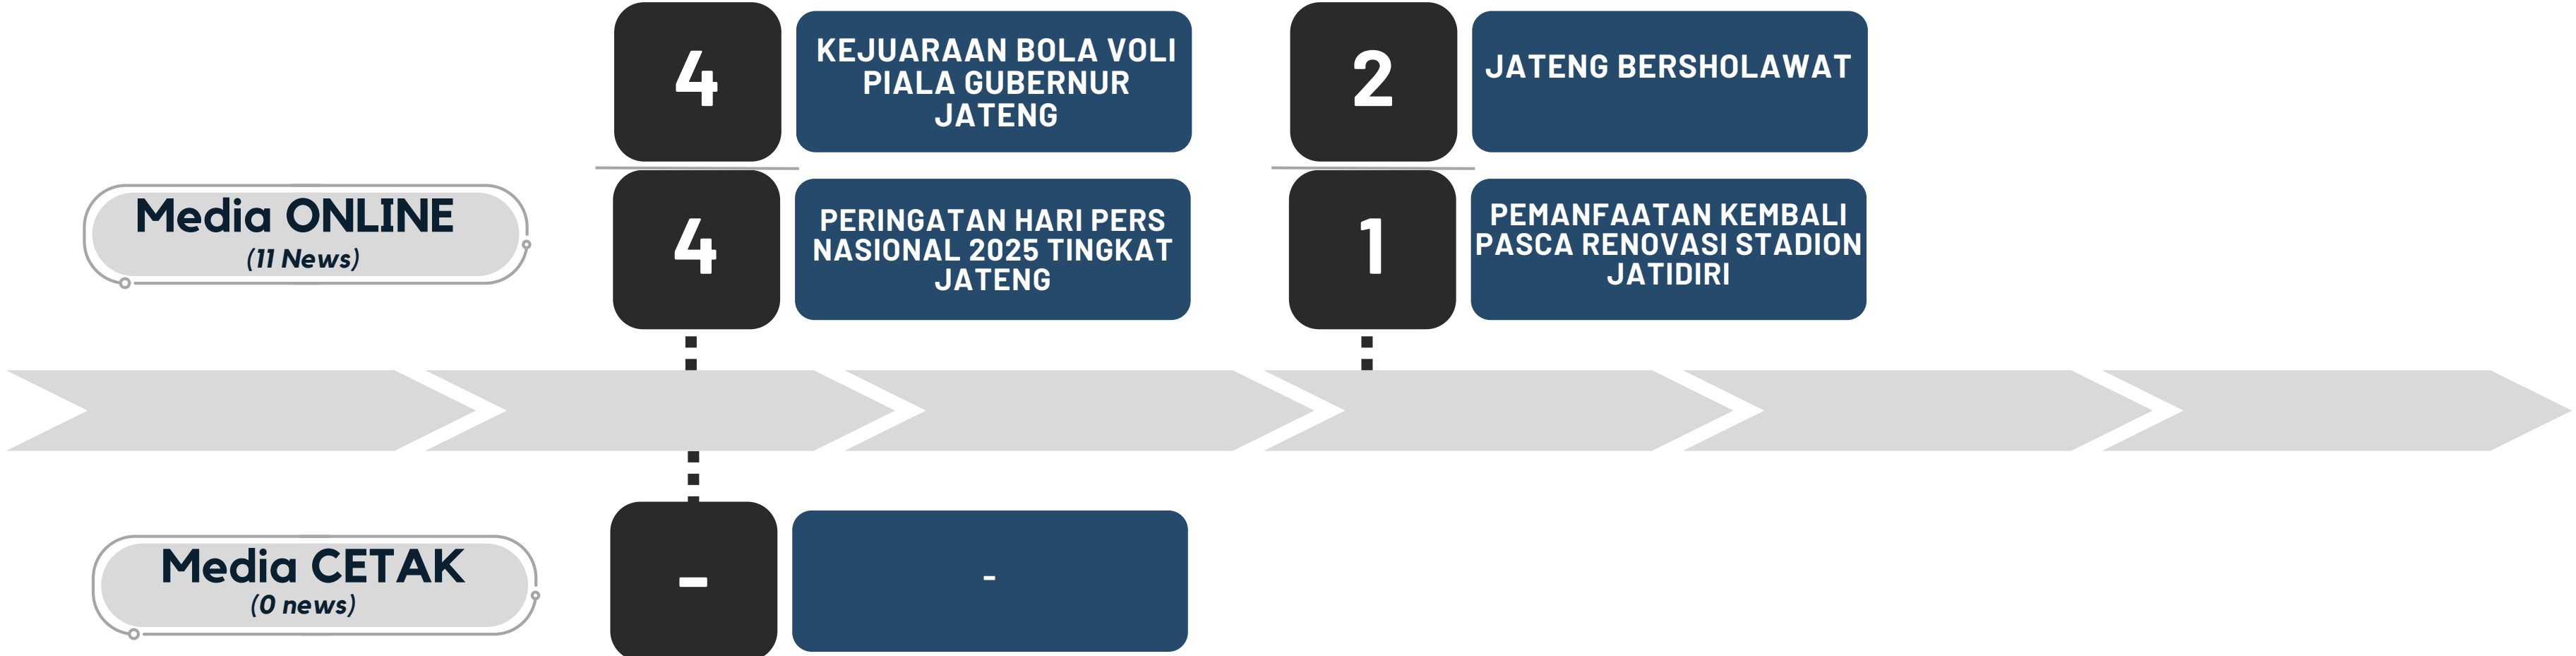 4
KEJUARAAN BOLA VOLI
PIALA GUBERNUR
JATENG
2
JATENG BERSHOLAWAT
Media ONLINE
(11 News)
4
PERINGATAN HARI PERS
NASIONAL 2025 TINGKAT
JATENG
1
PEMANFAATAN KEMBALI
PASCA RENOVASI STADION
JATIDIRI
Media CETAK
(0 news)
-
-